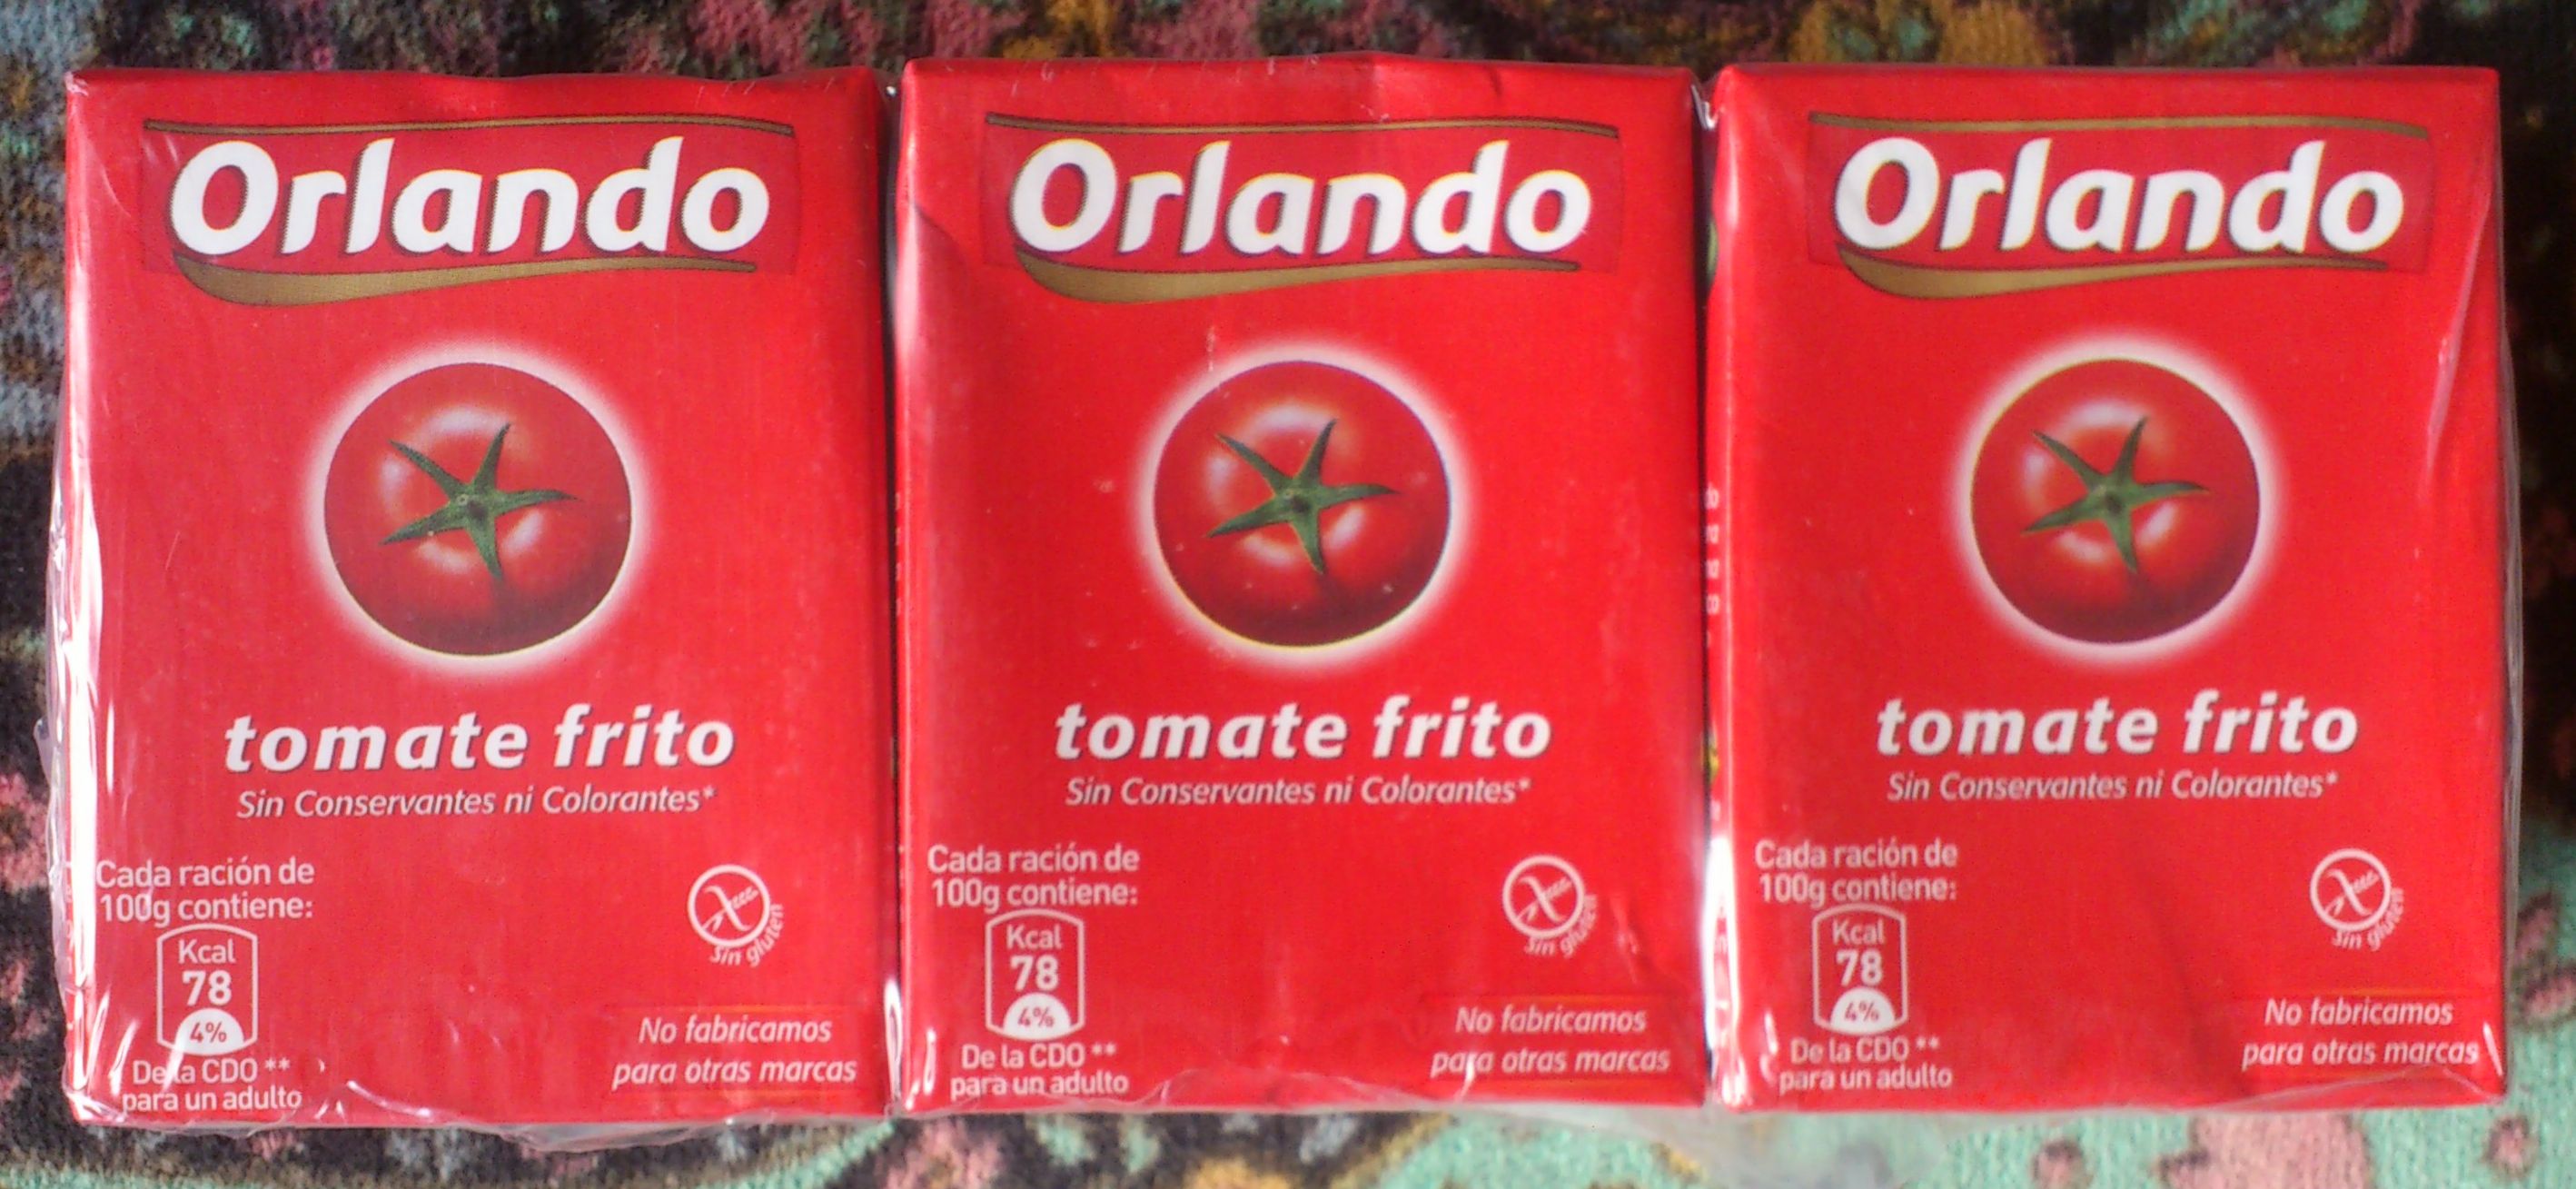 Orlando
tomate frito
Sin Conservantes ni Colorantes*
Cada ración de
100g contiene:
Kcal
78
4%
De la CDO **
para un adulto
sin gluten
No fabricamos
para otras marcas
Orlando
tomate frito
Sin Conservantes ni Colorantes*
Cada ración de
100g contiene:
Kcal
78
4%
De la CDO **
para un adulto
sin gluten
No fabricamos
para otras marcas
Orlando
tomate frito
Sin Conservantes ni Colorantes*
Cada ración de
100g contiene:
Kcal
78
4%
De la CDO **
para un adulto
sin gluten
No fabricamos
para otras marcas